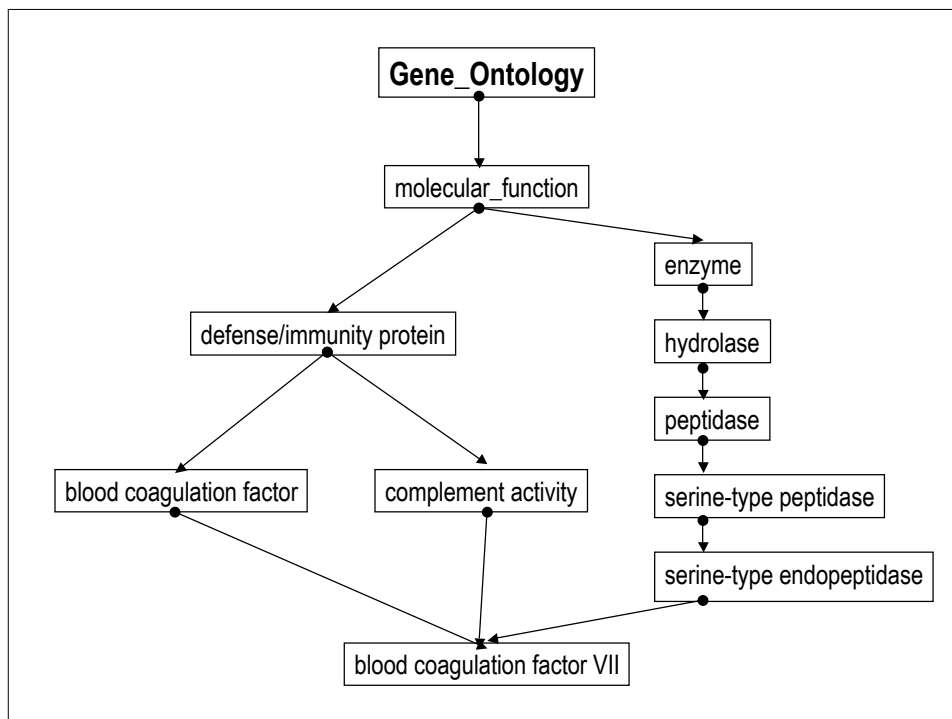 Gene_Ontology
molecular_function
enzyme
defense/immunity protein
hydrolase
peptidase
blood coagulation factor
complement activity
serine-type peptidase
serine-type endopeptidase
blood coagulation factor VII